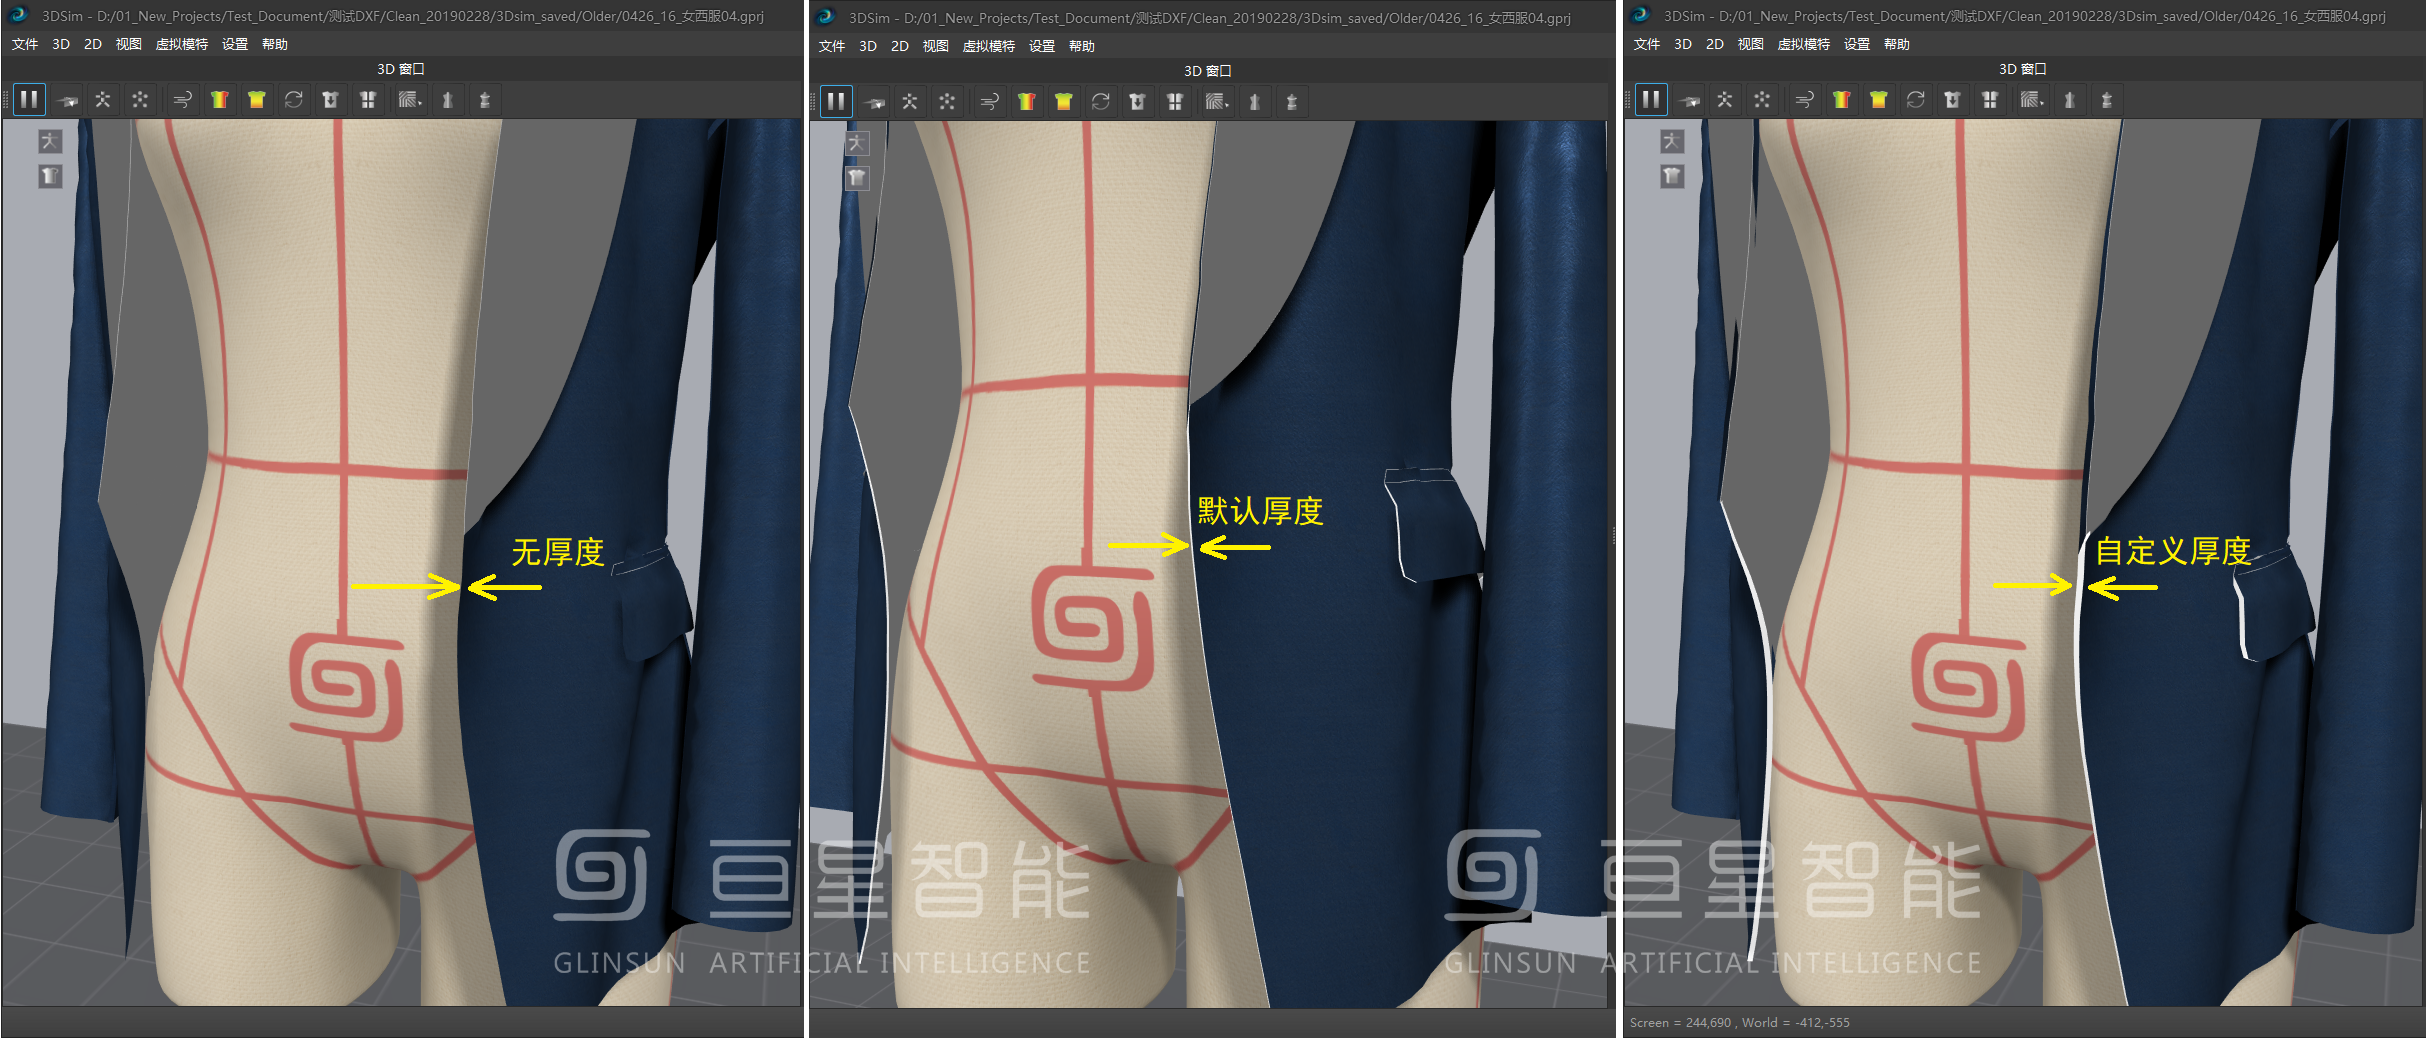 3DSim - D:/01_New_Projects/Test_Document/测试DXF/Clean_20190228/3Dsim_saved/Older/0426_16_女西服04.gprj
文件 3D 2D 视图 虚拟模特 设置 帮助
3D 窗口
无厚度
3DSim - D:/01_New_Projects/Test_Document/测试DXF/Clean_20190228/3Dsim_saved/Older/0426_16_女西服04.gprj
文件 3D 2D 视图 虚拟模特 设置 帮助
3D 窗口
默认厚度
3DSim - D:/01_New_Projects/Test_Document/测试DXF/Clean_20190228/3Dsim_saved/Older/0426_16_女西服04.gprj
文件 3D 2D 视图 虚拟模特 设置 帮助
3D 窗口
自定义厚度
亘星智能
GLINSUN ARTIFICIAL INTELLIGENCE
亘星智能
GLINSUN ARTIFICIAL INTELLIGENCE
Screen = 244,690 , World = -412,-555